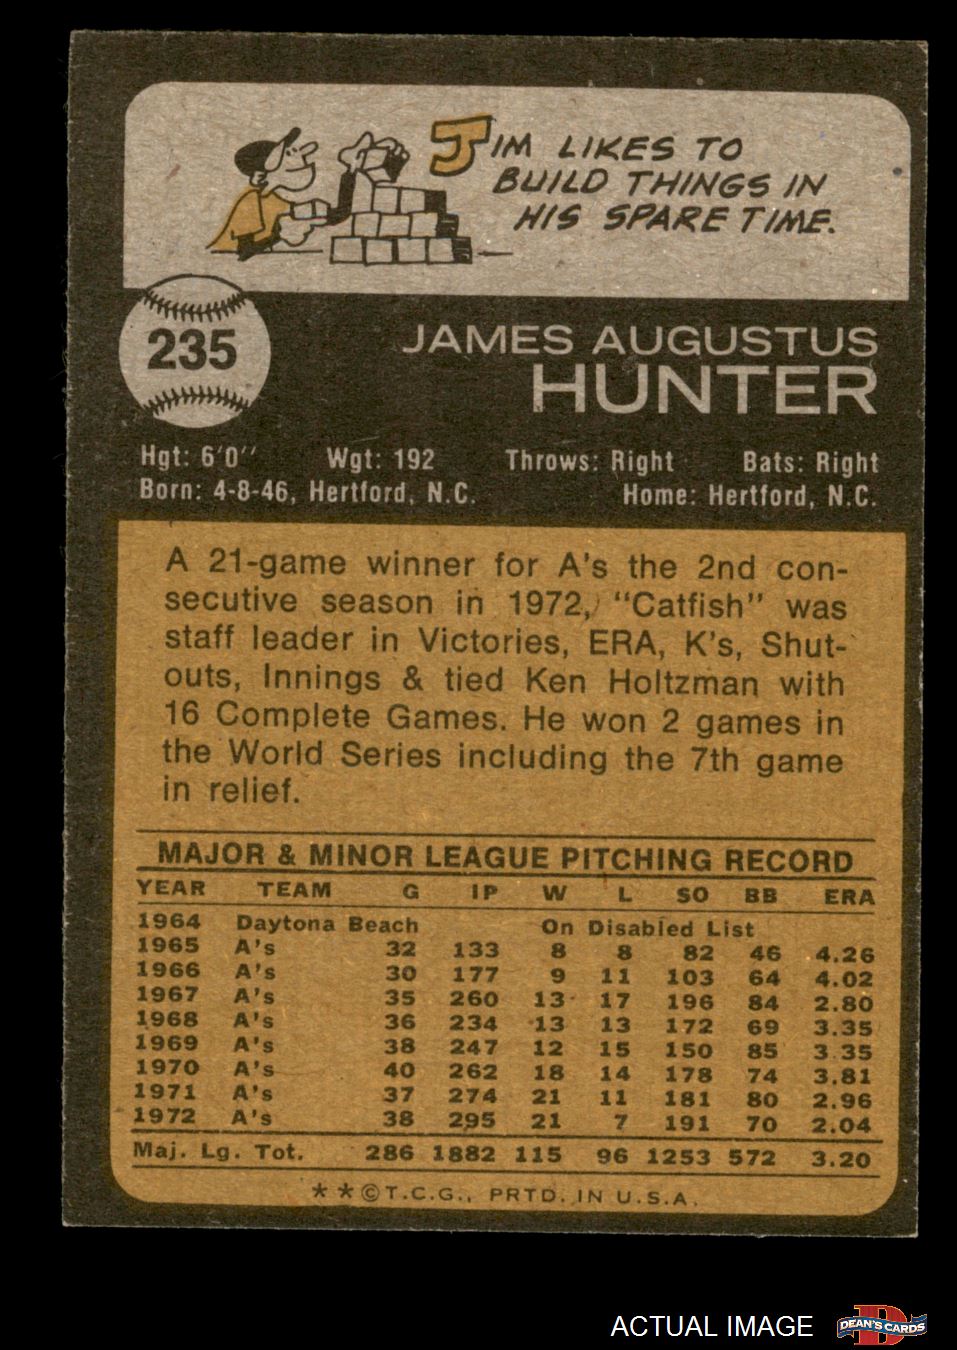 JIM LIKES TO
BUILD THINGS IN
HIS SPARE TIME.
235
JAMES AUGUSTUS
HUNTER
Hgt: 6'0'' Wgt: 192 Throws: Right Bats: Right
Born: 4-8-46, Hertford, N.C. Home: Hertford, N.C.
A 21-game winner for A's the 2nd con-
secutive season in 1972, "Catfish" was
staff leader in Victories, ERA, K's, Shut-
outs, Innings & tied Ken Holtzman with
16 Complete Games. He won 2 games in
the World Series including the 7th game
in relief.
MAJOR & MINOR LEAGUE PITCHING RECORD
YEAR TEAM G IP W L SO BB ERA
1964 Daytona Beach On Disabled List
1965 A's 32 133 8 8 82 46 4.26
1966 A's 30 177 9 11 103 64 4.02
1967 A's 35 260 13 17 196 84 2.80
1968 A's 36 234 13 13 172 69 3.35
1969 A's 38 247 12 15 150 85 3.35
1970 A's 40 262 18 14 178 74 3.81
1971 A's 37 274 21 11 181 80 2.96
1972 A's 38 295 21 7 191 70 2.04
Maj. Lg. Tot. 286 1882 115 96 1253 572 3.20
**©T.C.G., PRTD. IN U.S.A.
ACTUAL IMAGE
D
DEAN'S CARDS